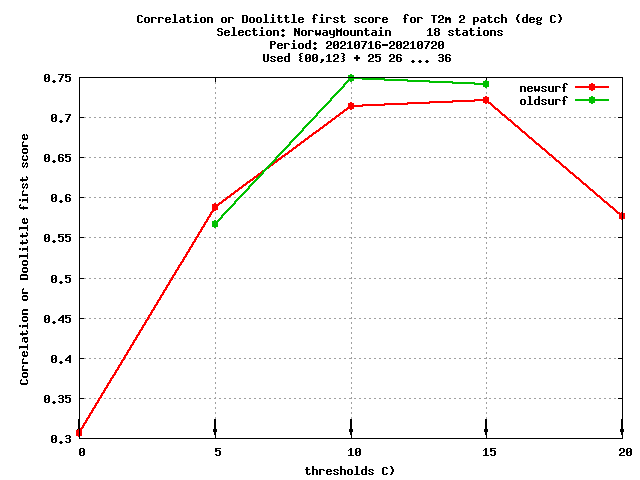 Correlation or Doolittle first score  for T2m 2 patch (deg C)
Selection: NorwayMountain     18 stations
Period: 20210716-20210720
Used {00,12} + 25 26 ... 36
newsurf
oldsurf
Correlation or Doolittle first score
0.75
0.7
0.65
0.6
0.55
0.5
0.45
0.4
0.35
0.3
0 5 10 15 20
thresholds C)